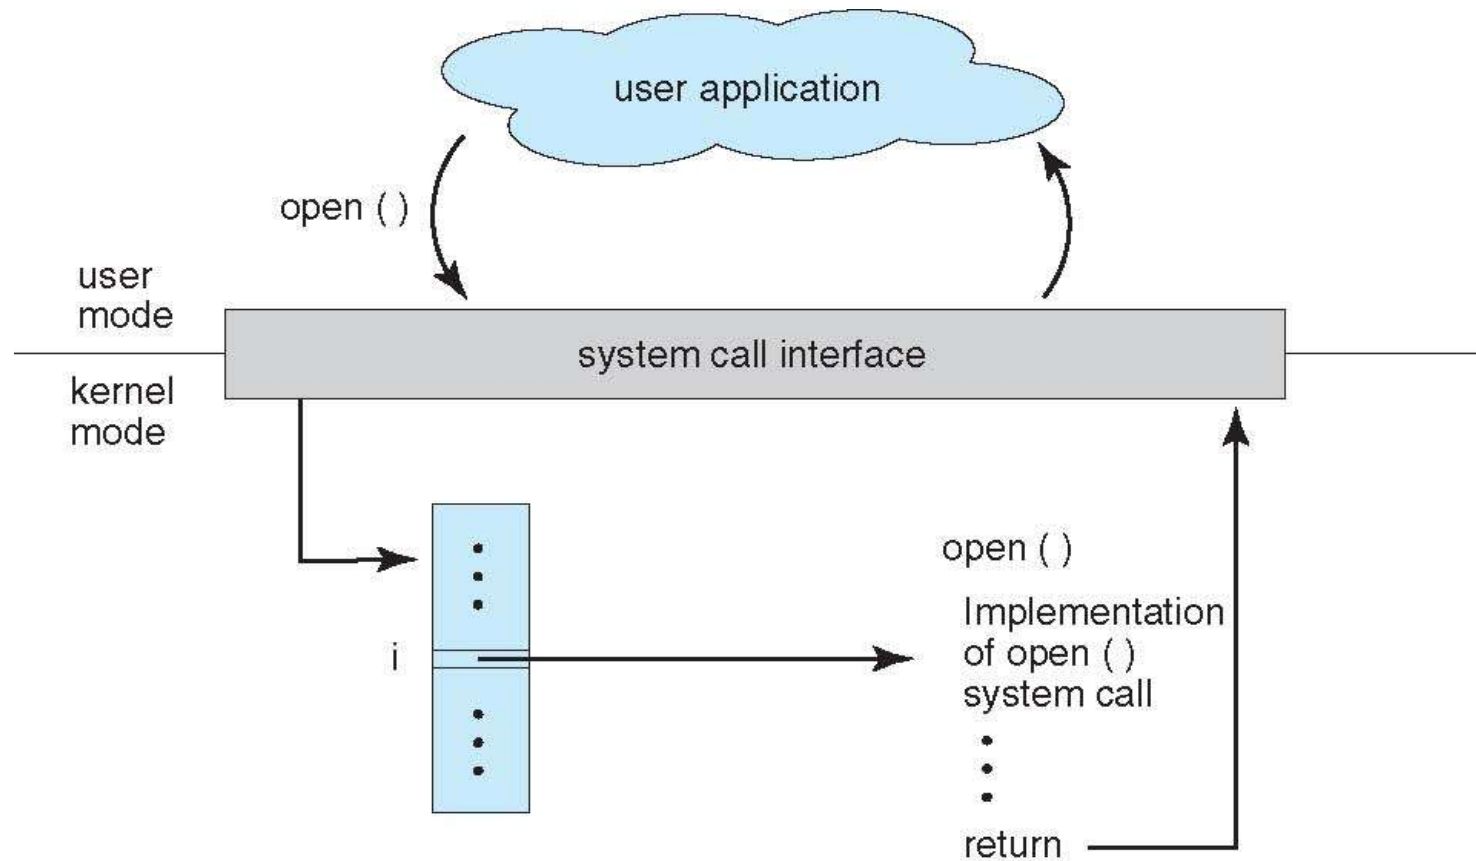 user application
open ( )
user
mode
system call interface
kernel
mode
open ( )
Implementation
of open ( )
system call
i
return